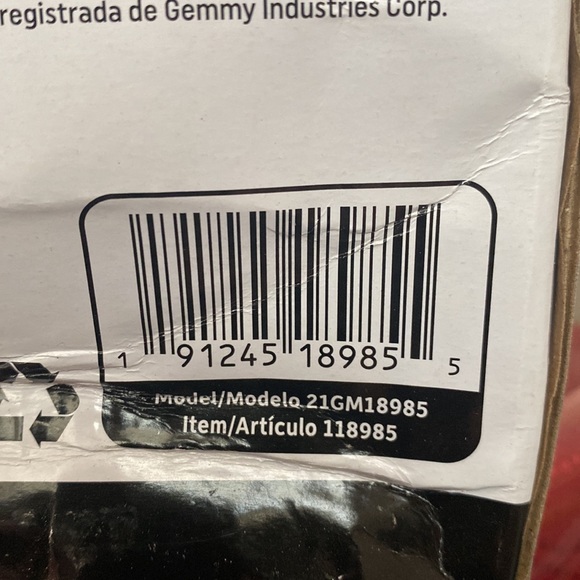 registrada de Gemmy Industries Corp.
1 91245 18985 5
Model/Modelo 21GM18985
Item/Artículo 118985